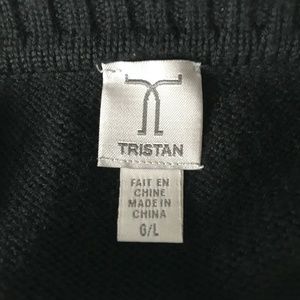 TRISTAN
FAIT EN
CHINE
MADE IN
CHINA
G/L